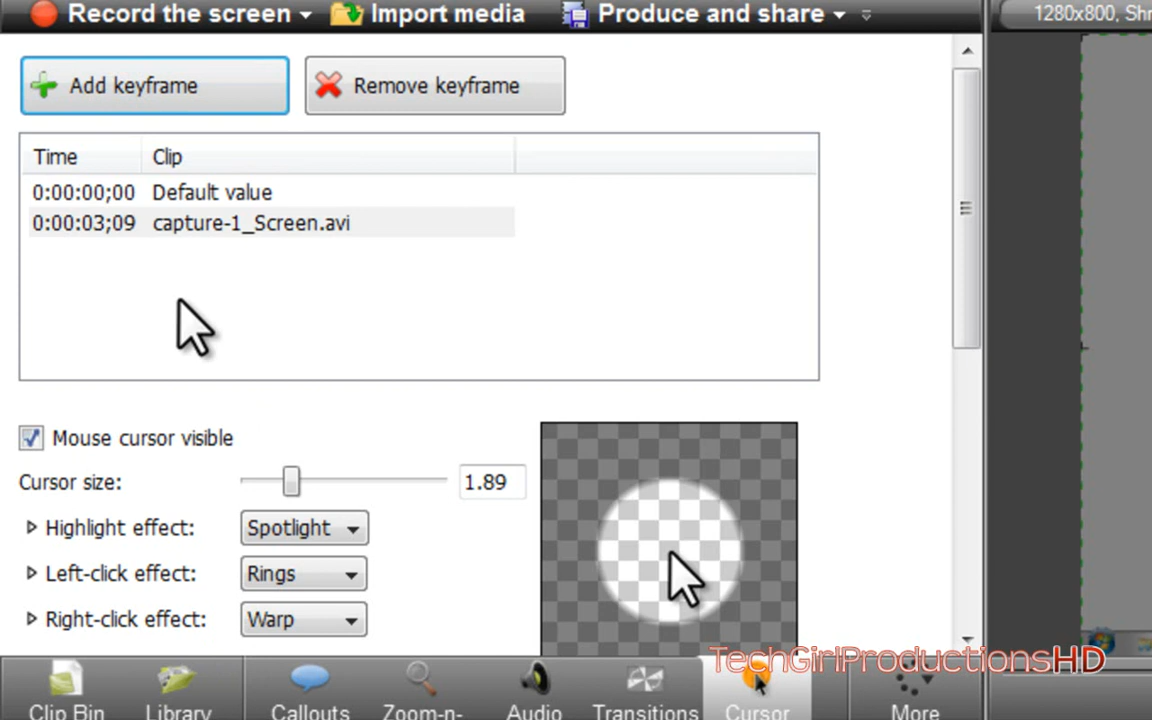 Record the screen Import media Produce and share 1280x800, Shr
Add keyframe Remove keyframe
Time Clip
0:00:00;00 Default value
0:00:03;09 capture-1_Screen.avi
Mouse cursor visible
Cursor size: 1.89
Highlight effect: Spotlight
Left-click effect: Rings
Right-click effect: Warp
TechGirlProductionsHD
Clip Bin Library Callouts Zoom-n- Audio Transitions Cursor More